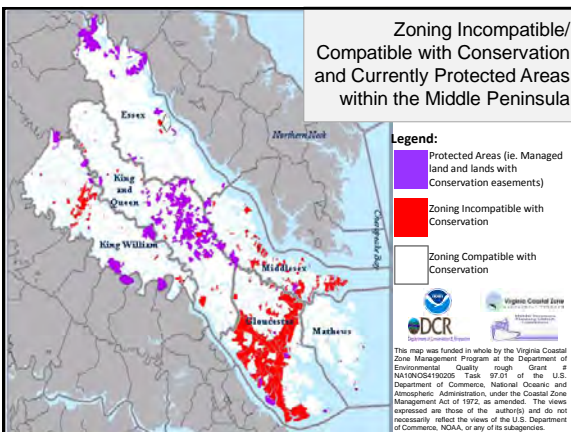 Zoning Incompatible/
Compatible with Conservation
and Currently Protected Areas
within the Middle Peninsula
Essex
Northern Neck
King
and
Queen
King William
Chesapeake Bay
Middlesex
Gloucester
Mathews
Legend:
Protected Areas (ie. Managed
land and lands with
Conservation easements)
Zoning Incompatible with
Conservation
Zoning Compatible with
Conservation
Virginia Coastal Zone
DCR
Department of Conservation & Recreation
This map was funded in whole by the Virginia Coastal
Zone Management Program at the Department of
Environmental Quality rough Grant #
NA10NOS4190205 Task 97.01 of the U.S.
Department of Commerce, National Oceanic and
Atmospheric Administration, under the Coastal Zone
Management Act of 1972, as amended. The views
expressed are those of the author(s) and do not
necessarily reflect the views of the U.S. Department
of Commerce, NOAA, or any of its subagencies.